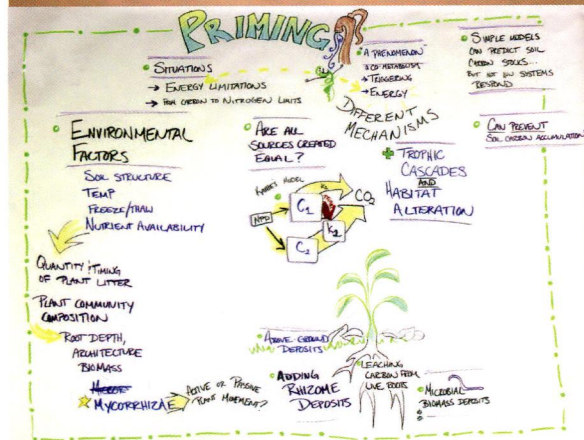 PRIMING
SITUATIONS
→ ENERGY LIMITATIONS
→ FROM CARBON TO NITROGEN LIMITS
A PHENOMENON
CO-METABOLISM
→ TRIGGERING
→ ENERGY
DIFFERENT
MECHANISMS
SIMPLE MODELS
CAN PREDICT SOIL
CARBON STOCKS...
BUT NOT HOW SYSTEMS
RESPOND
CAN PREVENT
SOIL CARBON ACCUMULATION
ENVIRONMENTAL
FACTORS
SOIL STRUCTURE
TEMP
FREEZE/THAW
NUTRIENT AVAILABILITY
ARE ALL
SOURCES CREATED
EQUAL?
MODEL
NPP
C1
CO2
K2
C2
+ TROPHIC
CASCADES
AND
HABITAT
ALTERATION
QUANTITY / TIMING
OF PLANT LITTER
PLANT COMMUNITY
COMPOSITION
ROOT DEPTH,
ARCHITECTURE
BIOMASS
MYCORRHIZAE
ACTIVE OR PASSIVE
PLANT MOVEMENT?
ABOVE-GROUND
DEPOSITS
ADDING
RHIZOME
DEPOSITS
LEACHING
CARBON FROM
LIVE ROOTS
MICROBIAL
BIOMASS DEPOSITS